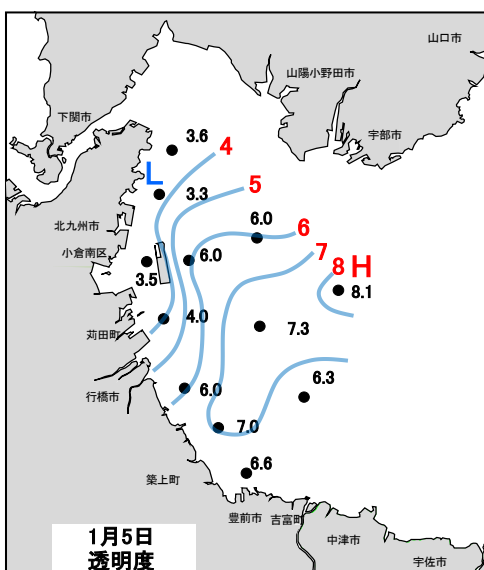 山口市
山陽小野田市
下関市
宇部市
3.6
4
L
3.3
5
北九州市
小倉南区
6.0
6
7
6.0
8
H
3.5
8.1
4.0
7.3
苅田町
6.0
6.3
行橋市
7.0
6.6
築上町
豊前市
吉富町
中津市
宇佐市
1月5日
透明度